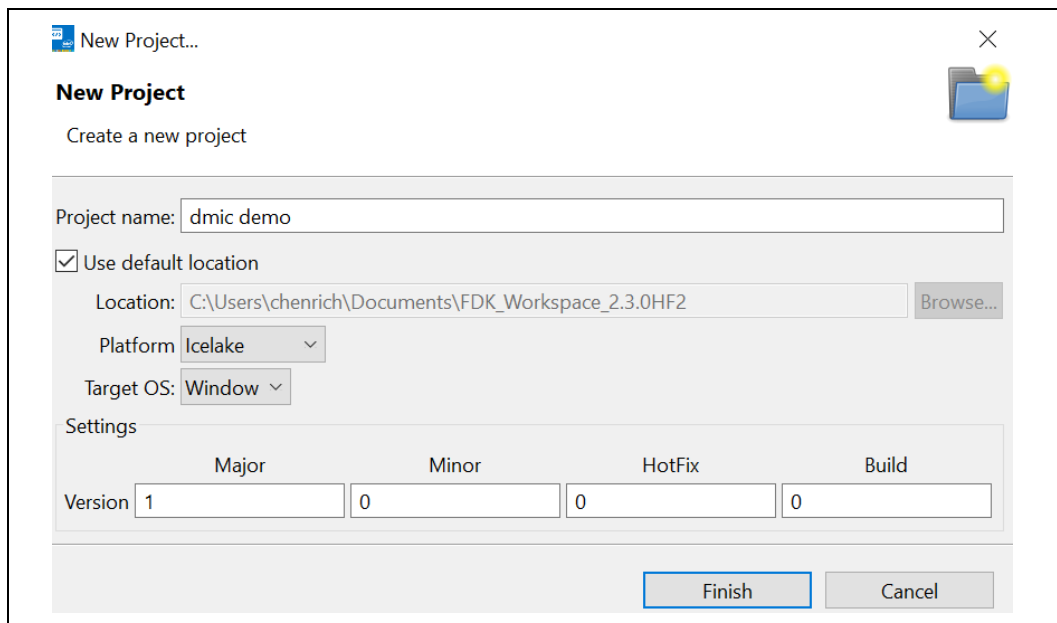 New Project...
New Project
Create a new project
Project name: dmic demo
Use default location
Location: C:\Users\chenrich\Documents\FDK_Workspace_2.3.0HF2 Browse...
Platform Icelake
Target OS: Window
Settings
Major Minor HotFix Build
Version 1 0 0 0
Finish Cancel